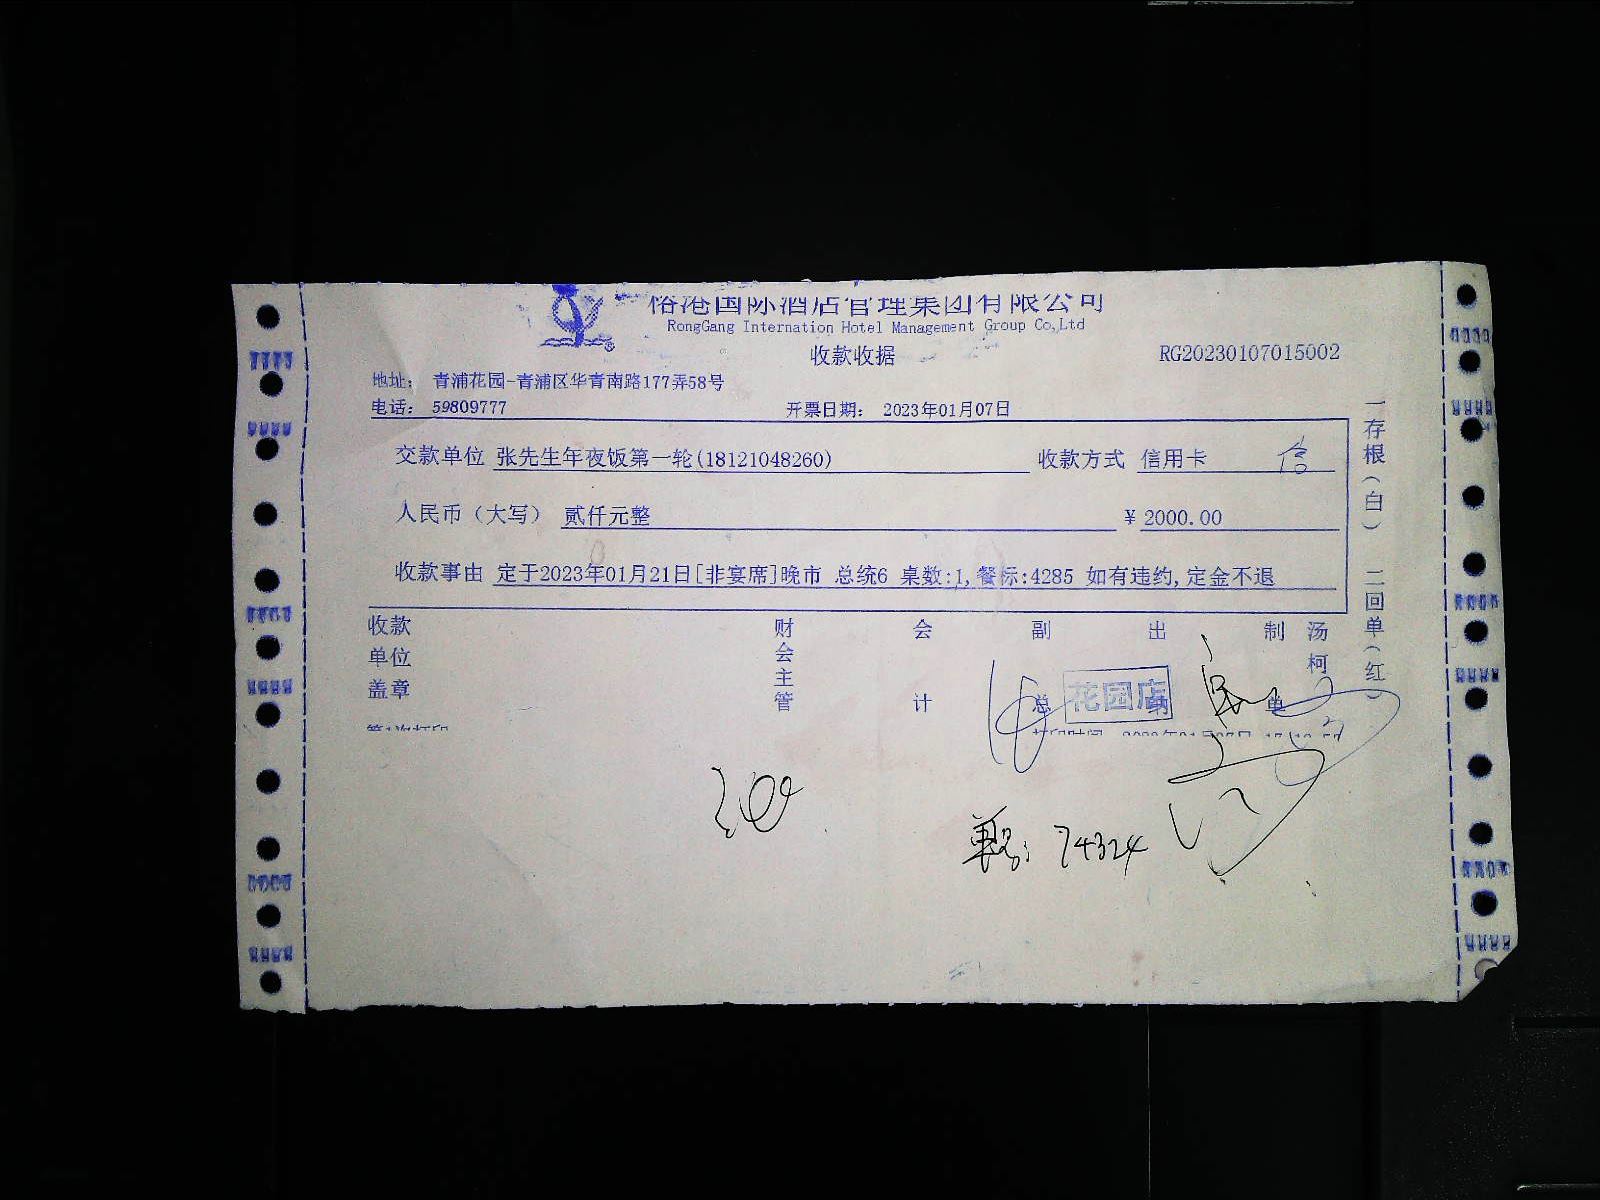 国际酒店管理集团有限公司
RongGang Internation Hotel Management Group Co,Ltd
收款收据
RG20230107015002
地址： 青浦花园-青浦区华青南路177弄58号
电话： 59809777 开票日期： 2023年01月07日
交款单位 张先生年夜饭第一轮(18121048260) 收款方式 信用卡 信
人民币（大写） 贰仟元整 ￥2000.00
收款事由 定于2023年01月21日[非宴席]晚市 总统6 桌数:1,餐标:4285 如有违约,定金不退
一存根（白） 二回单（红）
收款单位盖章 财会主管 会计 副总 出纳 制单 汤柯
花园店
第1次打印
单号: 74324